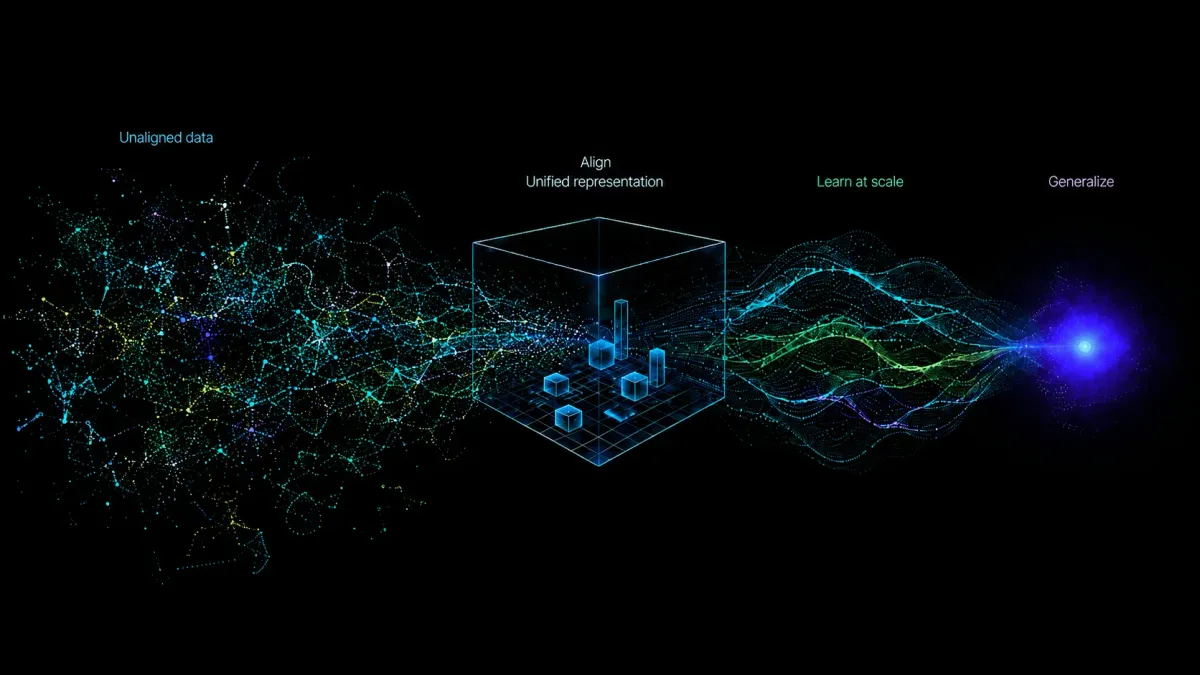 Unaligned data
Align
Unified representation
Learn at scale
Generalize